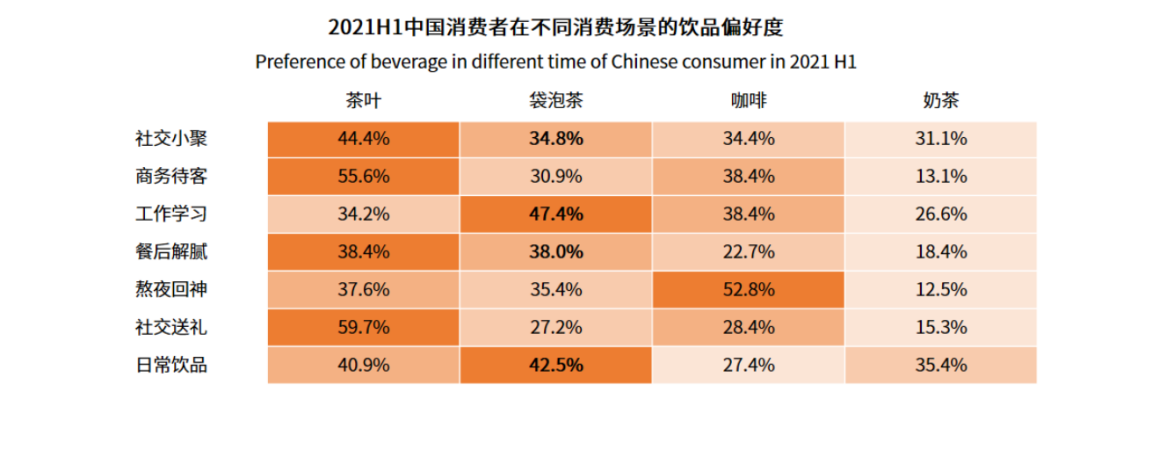 2021H1中国消费者在不同消费场景的饮品偏好度
Preference of beverage in different time of Chinese consumer in 2021 H1
茶叶 袋泡茶 咖啡 奶茶
社交小聚 44.4% 34.8% 34.4% 31.1%
商务待客 55.6% 30.9% 38.4% 13.1%
工作学习 34.2% 47.4% 38.4% 26.6%
餐后解腻 38.4% 38.0% 22.7% 18.4%
熬夜回神 37.6% 35.4% 52.8% 12.5%
社交送礼 59.7% 27.2% 28.4% 15.3%
日常饮品 40.9% 42.5% 27.4% 35.4%